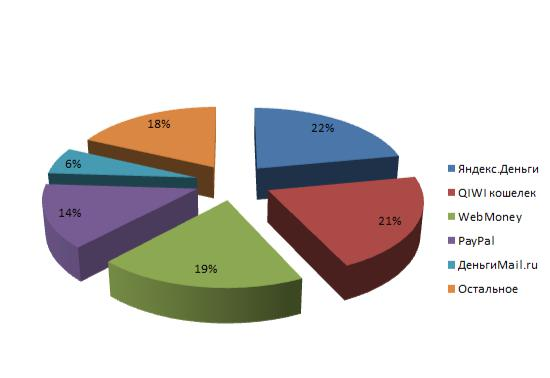 22%
18%
6%
14%
21%
19%
Яндекс.Деньги
QIWI кошелек
WebMoney
PayPal
ДеньгиMail.ru
Остальное